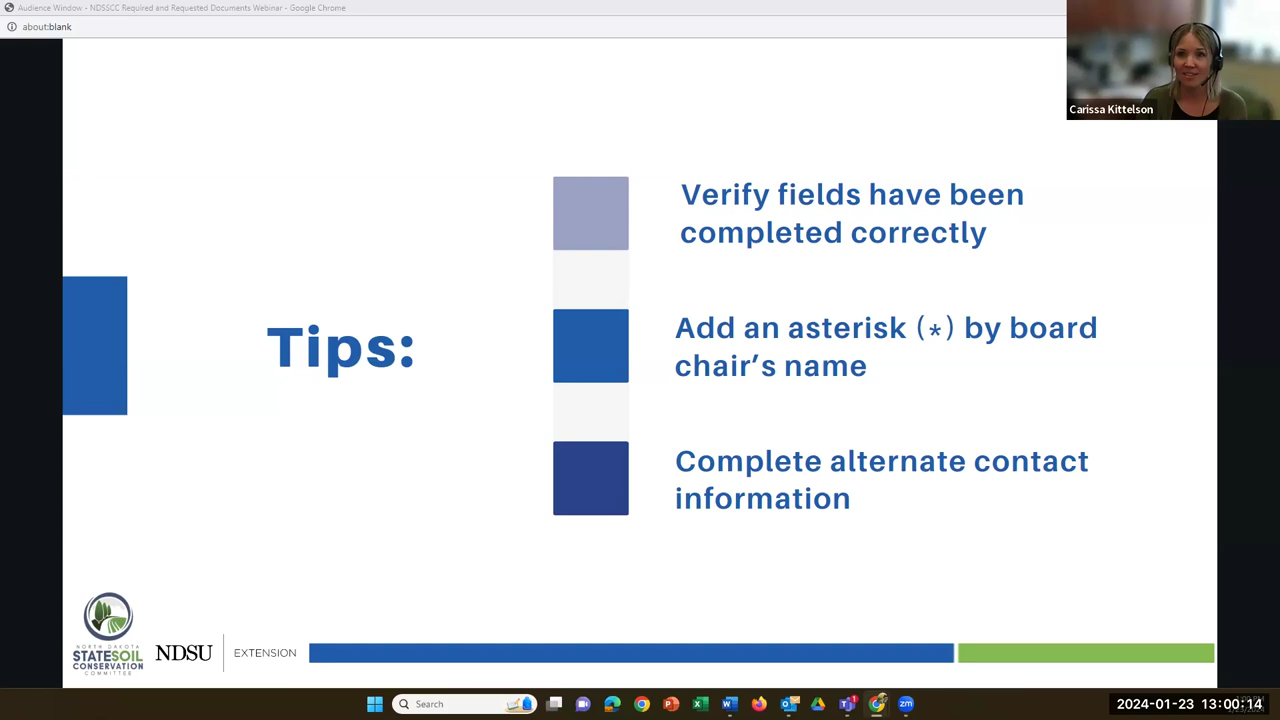 Audience Window - NDSSCC Required and Requested Documents Webinar - Google Chrome
about:blank
Carissa Kittelson
Verify fields have been
completed correctly
Tips:
Add an asterisk (*) by board
chair’s name
Complete alternate contact
information
NORTH DAKOTA
STATE SOIL
CONSERVATION
COMMITTEE
NDSU
EXTENSION
Search
2024-01-23 13:00:14